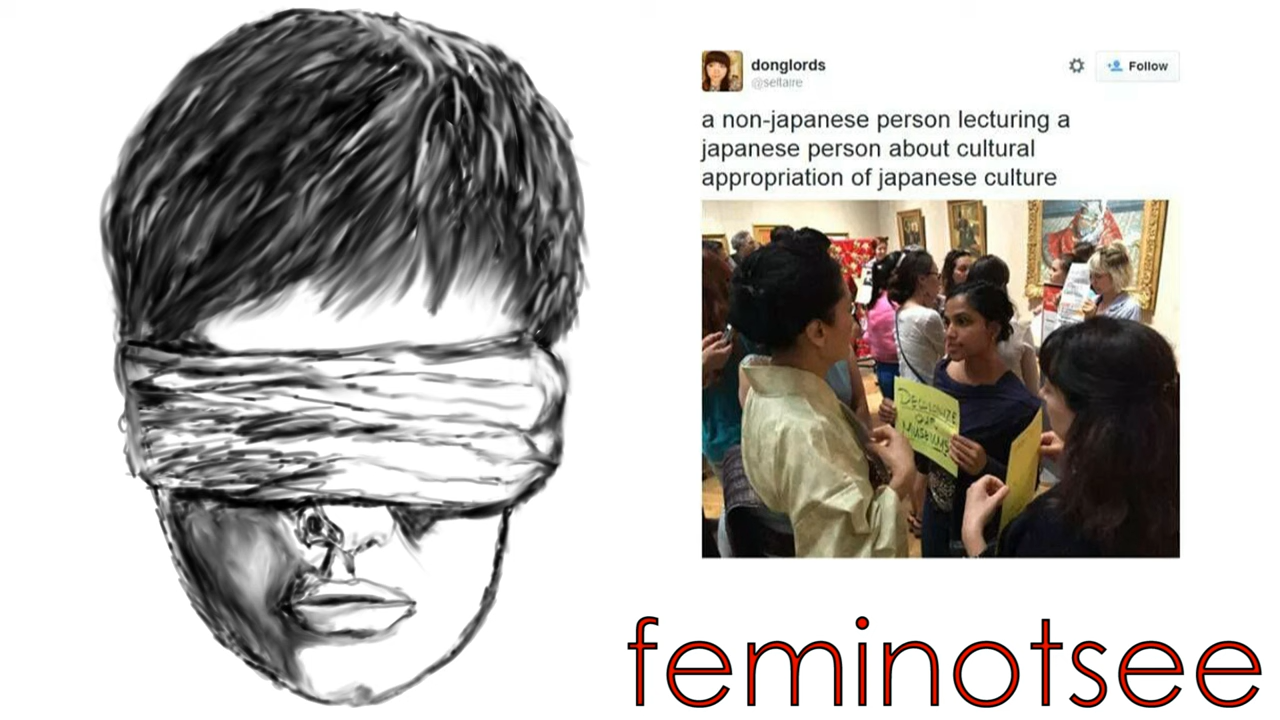 donglords
@seltaire
Follow
a non-japanese person lecturing a
japanese person about cultural
appropriation of japanese culture
DECOLONIZE
OUR
MUSEUMS
feminotsee